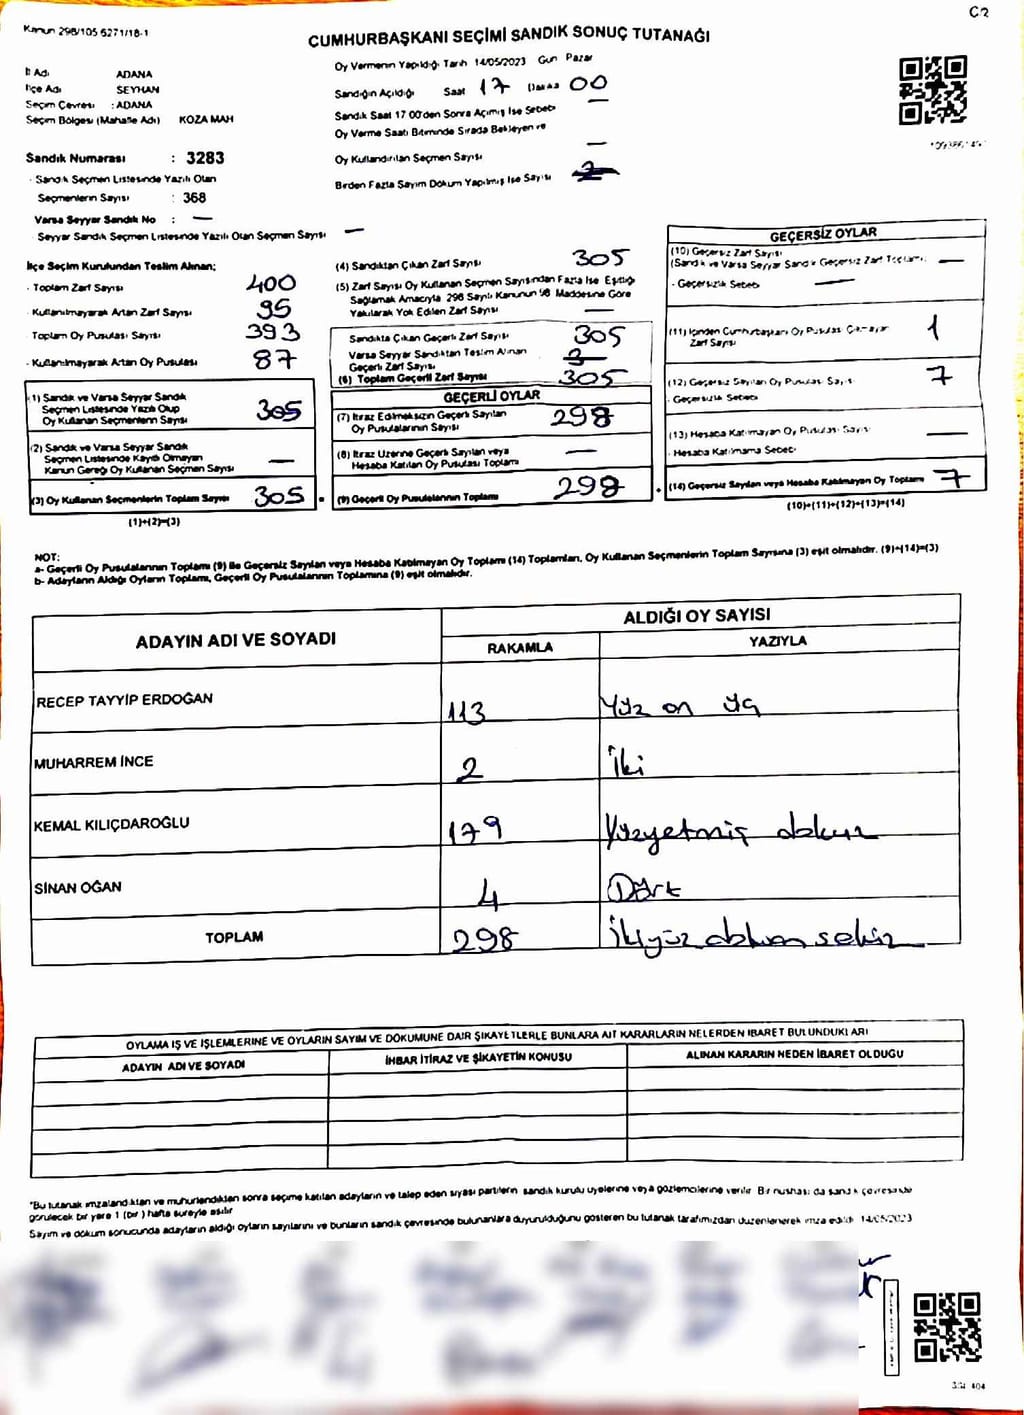 C2
Kanun 298/105 6271/18-1
CUMHURBAŞKANI SEÇİMİ SANDIK SONUÇ TUTANAĞI
İl Adı ADANA
İlçe Adı SEYHAN
Seçim Çevresi : ADANA
Seçim Bölgesi (Mahalle Adı) KOZA MAH
Sandık Numarası : 3283
- Sandık Seçmen Listesinde Yazılı Olan
Seçmenlerin Sayısı : 368
Varsa Seyyar Sandık No : —
Seyyar Sandık Seçmen Listesinde Yazılı Olan Seçmen Sayısı —
Oy Vermenin Yapıldığı Tarih 14/05/2023 Gün Pazar
Sandığın Açıldığı Saat 17 Dakika 00
Sandık Saat 17 00'den Sonra Açımış İse Sebebi —
Oy Verme Saati Bitiminde Sırada Bekleyen ve
Oy Kullandırılan Seçmen Sayısı —
Birden Fazla Sayım Döküm Yapılmış İse Sayısı
İlçe Seçim Kurulundan Teslim Alınan;
- Toplam Zarf Sayısı 400
- Kullanılmayarak Artan Zarf Sayısı 95
Toplam Oy Pusulası Sayısı 393
- Kullanılmayarak Artan Oy Pusulası 87
(1) Sandık ve Varsa Seyyar Sandık
Seçmen Listesinde Yazılı Olup
Oy Kullanan Seçmenlerin Sayısı 305
(2) Sandık ve Varsa Seyyar Sandık
Seçmen Listesinde Kaydı Olmayan
Kanun Gereği Oy Kullanan Seçmen Sayısı —
(3) Oy Kullanan Seçmenlerin Toplam Sayısı 305
(1)+(2)=(3)
(4) Sandıktan Çıkan Zarf Sayısı 305
(5) Zarf Sayısı Oy Kullanan Seçmen Sayısından Fazla İse Eşitliği
Sağlamak Amacıyla 298 Sayılı Kanunun 98 Maddesine Göre
Yakılarak Yok Edilen Zarf Sayısı —
Sandıkta Çıkan Geçerli Zarf Sayısı 305
Varsa Seyyar Sandıktan Teslim Alınan
Geçerli Zarf Sayısı
(6) Toplam Geçerli Zarf Sayısı 305
GEÇERLİ OYLAR
(7) İtiraz Edilmeksizin Geçerli Sayılan
Oy Pusulalarının Sayısı 298
(8) İtiraz Üzerine Geçerli Sayılan veya
Hesaba Katılan Oy Pusulası Toplamı —
(9) Geçerli Oy Pusulalarının Toplamı 298
GEÇERSİZ OYLAR
(10) Geçersiz Zarf Sayısı
(Sandık ve Varsa Seyyar Sandık Geçersiz Zarf Toplamı) —
- Geçersizlik Sebebi —
(11) İçinden Cumhurbaşkanı Oy Pusulası Çıkmayan
Zarf Sayısı 1
(12) Geçersiz Sayılan Oy Pusulası Sayısı 7
- Geçersizlik Sebebi
(13) Hesaba Katılmayan Oy Pusulası Sayısı —
- Hesaba Katılmama Sebebi
(14) Geçersiz Sayılan veya Hesaba Katılmayan Oy Toplamı 7
(10)+(11)+(12)+(13)=(14)
NOT:
a- Geçerli Oy Pusulalarının Toplamı (9) ile Geçersiz Sayılan veya Hesaba Katılmayan Oy Toplamı (14) Toplamları, Oy Kullanan Seçmenlerin Toplam Sayısına (3) eşit olmalıdır. (9)+(14)=(3)
b- Adayların Aldığı Oyların Toplamı, Geçerli Oy Pusulalarının Toplamına (9) eşit olmalıdır.
ADAYIN ADI VE SOYADI ALDIĞI OY SAYISI
RAKAMLA YAZIYLA
RECEP TAYYİP ERDOĞAN 113 Yüz on üç
MUHARREM İNCE 2 İki
KEMAL KILIÇDAROĞLU 179 Yüzyetmiş dokuz
SİNAN OĞAN 4 Dört
TOPLAM 298 İkiyüz doksan sekiz
OYLAMA İŞ VE İŞLEMLERİNE VE OYLARIN SAYIM VE DÖKÜMÜNE DAİR ŞİKAYETLERLE BUNLARA AİT KARARLARIN NELERDEN İBARET BULUNDUKLARI
ADAYIN ADI VE SOYADI İHBAR İTİRAZ VE ŞİKAYETİN KONUSU ALINAN KARARIN NEDEN İBARET OLDUĞU
*Bu tutanak imzalandıktan ve mühürlendikten sonra seçime katılan adayların ve talep eden siyasi partilerin sandık kurulu üyelerine veya gözlemcilerine verilir. Bir nüshası da sandık çevresinde
görülecek bir yere 1 (bir) hafta süreyle asılır
Sayım ve döküm sonucunda adayların aldığı oyların sayılarını ve bunların sandık çevresinde bulunanlara duyurulduğunu gösteren bu tutanak tarafımızdan düzenlenerek imza edildi 14/05/2023